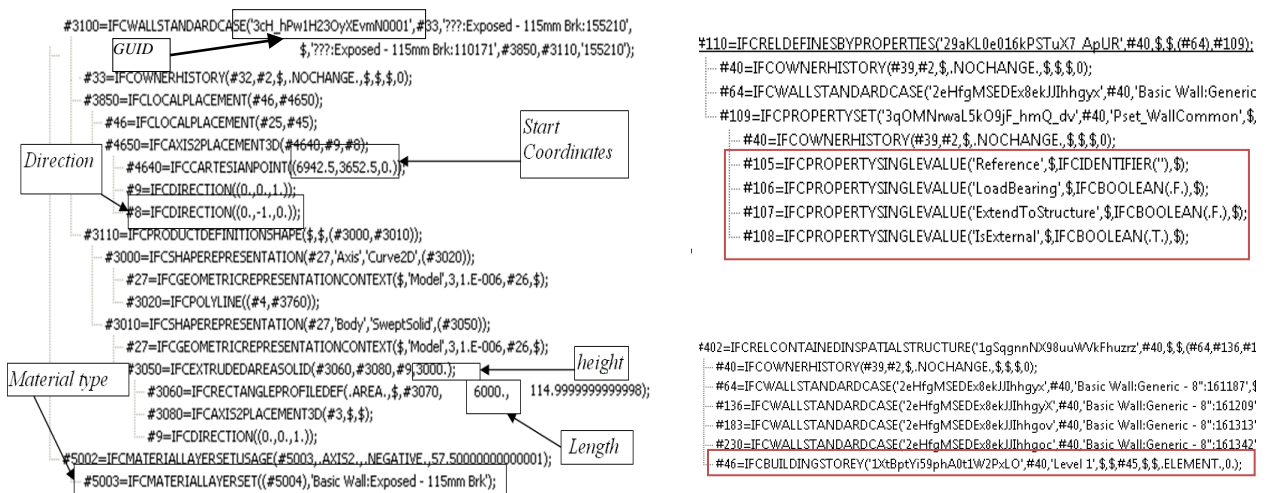 #3100=IFCWALLSTANDARDCASE('3cH_hPw1H23OyXEvmN0001',#33,'???:Exposed - 115mm Brk:155210',
$,'???:Exposed - 115mm Brk:110171',#3850,#3110,'155210');
GUID
#33=IFCOWNERHISTORY(#32,#2,$,.NOCHANGE.,$,$,$,0);
#3850=IFCLOCALPLACEMENT(#46,#4650);
#46=IFCLOCALPLACEMENT(#25,#45);
#4650=IFCAXIS2PLACEMENT3D(#4640,#9,#8);
#4640=IFCCARTESIANPOINT((6942.5,3652.5,0.));
#9=IFCDIRECTION((0.,0.,1.));
#8=IFCDIRECTION((0.,-1.,0.));
Direction
Start
Coordinates
#3110=IFCPRODUCTDEFINITIONSHAPE($,$,(#3000,#3010));
#3000=IFCSHAPEREPRESENTATION(#27,'Axis','Curve2D',(#3020));
#27=IFCGEOMETRICREPRESENTATIONCONTEXT($,'Model',3,1.E-006,#26,$);
#3020=IFCPOLYLINE((#4,#3760));
#3010=IFCSHAPEREPRESENTATION(#27,'Body','SweptSolid',(#3050));
#27=IFCGEOMETRICREPRESENTATIONCONTEXT($,'Model',3,1.E-006,#26,$);
#3050=IFCEXTRUDEDAREASOLID(#3060,#3080,#9,3000.);
height
Material type
#3060=IFCRECTANGLEPROFILEDEF(.AREA.,$,#3070, 6000., 114.9999999999998);
#3080=IFCAXIS2PLACEMENT3D(#3,$,$);
#9=IFCDIRECTION((0.,0.,1.));
Length
#5002=IFCMATERIALLAYERSETUSAGE(#5003,.AXIS2.,.NEGATIVE.,57.50000000000001);
#5003=IFCMATERIALLAYERSET((#5004),'Basic Wall:Exposed - 115mm Brk');
#110=IFCRELDEFINESBYPROPERTIES('29aKL0e016kPSTuX7_ApUR',#40,$,$,(#64),#109);
#40=IFCOWNERHISTORY(#39,#2,$,.NOCHANGE.,$,$,$,0);
#64=IFCWALLSTANDARDCASE('2eHfgMSEDEx8ekJJIhhgyx',#40,'Basic Wall:Generic
#109=IFCPROPERTYSET('3qOMNrwaL5kO9jF_hmQ_dv',#40,'Pset_WallCommon',$,
#40=IFCOWNERHISTORY(#39,#2,$,.NOCHANGE.,$,$,$,0);
#105=IFCPROPERTYSINGLEVALUE('Reference',$,IFCIDENTIFIER(''),$);
#106=IFCPROPERTYSINGLEVALUE('LoadBearing',$,IFCBOOLEAN(.F.),$);
#107=IFCPROPERTYSINGLEVALUE('ExtendToStructure',$,IFCBOOLEAN(.F.),$);
#108=IFCPROPERTYSINGLEVALUE('IsExternal',$,IFCBOOLEAN(.T.),$);
#402=IFCRELCONTAINEDINSPATIALSTRUCTURE('1gSqgnnNX98uuWVkFhuzrz',#40,$,$,(#64,#136,#1
#40=IFCOWNERHISTORY(#39,#2,$,.NOCHANGE.,$,$,$,0);
#64=IFCWALLSTANDARDCASE('2eHfgMSEDEx8ekJJIhhgyx',#40,'Basic Wall:Generic - 8":161187',$
#136=IFCWALLSTANDARDCASE('2eHfgMSEDEx8ekJJIhhgyX',#40,'Basic Wall:Generic - 8":161209'
#183=IFCWALLSTANDARDCASE('2eHfgMSEDEx8ekJJIhhgov',#40,'Basic Wall:Generic - 8":161313'
#230=IFCWALLSTANDARDCASE('2eHfgMSEDEx8ekJJIhhgoc',#40,'Basic Wall:Generic - 8":161342'
#46=IFCBUILDINGSTOREY('1XtBptYi59phA0t1W2PxLO',#40,'Level 1',$,$,#45,$,$,.ELEMENT.,0.);